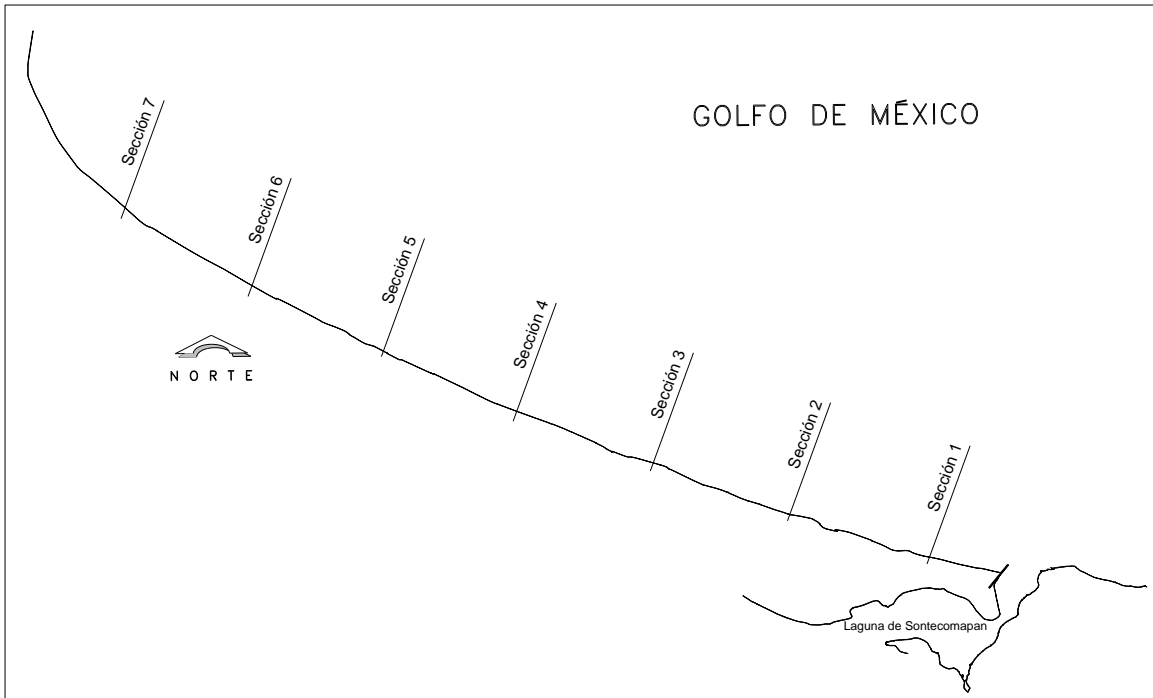 GOLFO DE MÉXICO
Sección 7
Sección 6
Sección 5
Sección 4
Sección 3
Sección 2
Sección 1
NORTE
Laguna de Sontecomapan